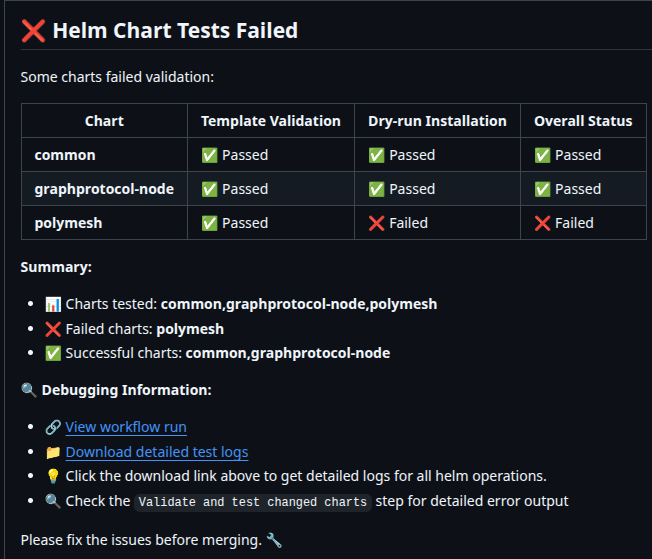 ❌ Helm Chart Tests Failed
Some charts failed validation:
Chart Template Validation Dry-run Installation Overall Status
common ✅ Passed ✅ Passed ✅ Passed
graphprotocol-node ✅ Passed ✅ Passed ✅ Passed
polymesh ✅ Passed ❌ Failed ❌ Failed
Summary:
• 📊 Charts tested: common,graphprotocol-node,polymesh
• ❌ Failed charts: polymesh
• ✅ Successful charts: common,graphprotocol-node
🔍 Debugging Information:
• 🔗 View workflow run
• 📁 Download detailed test logs
• 💡 Click the download link above to get detailed logs for all helm operations.
• 🔍 Check the Validate and test changed charts step for detailed error output
Please fix the issues before merging. 🔧